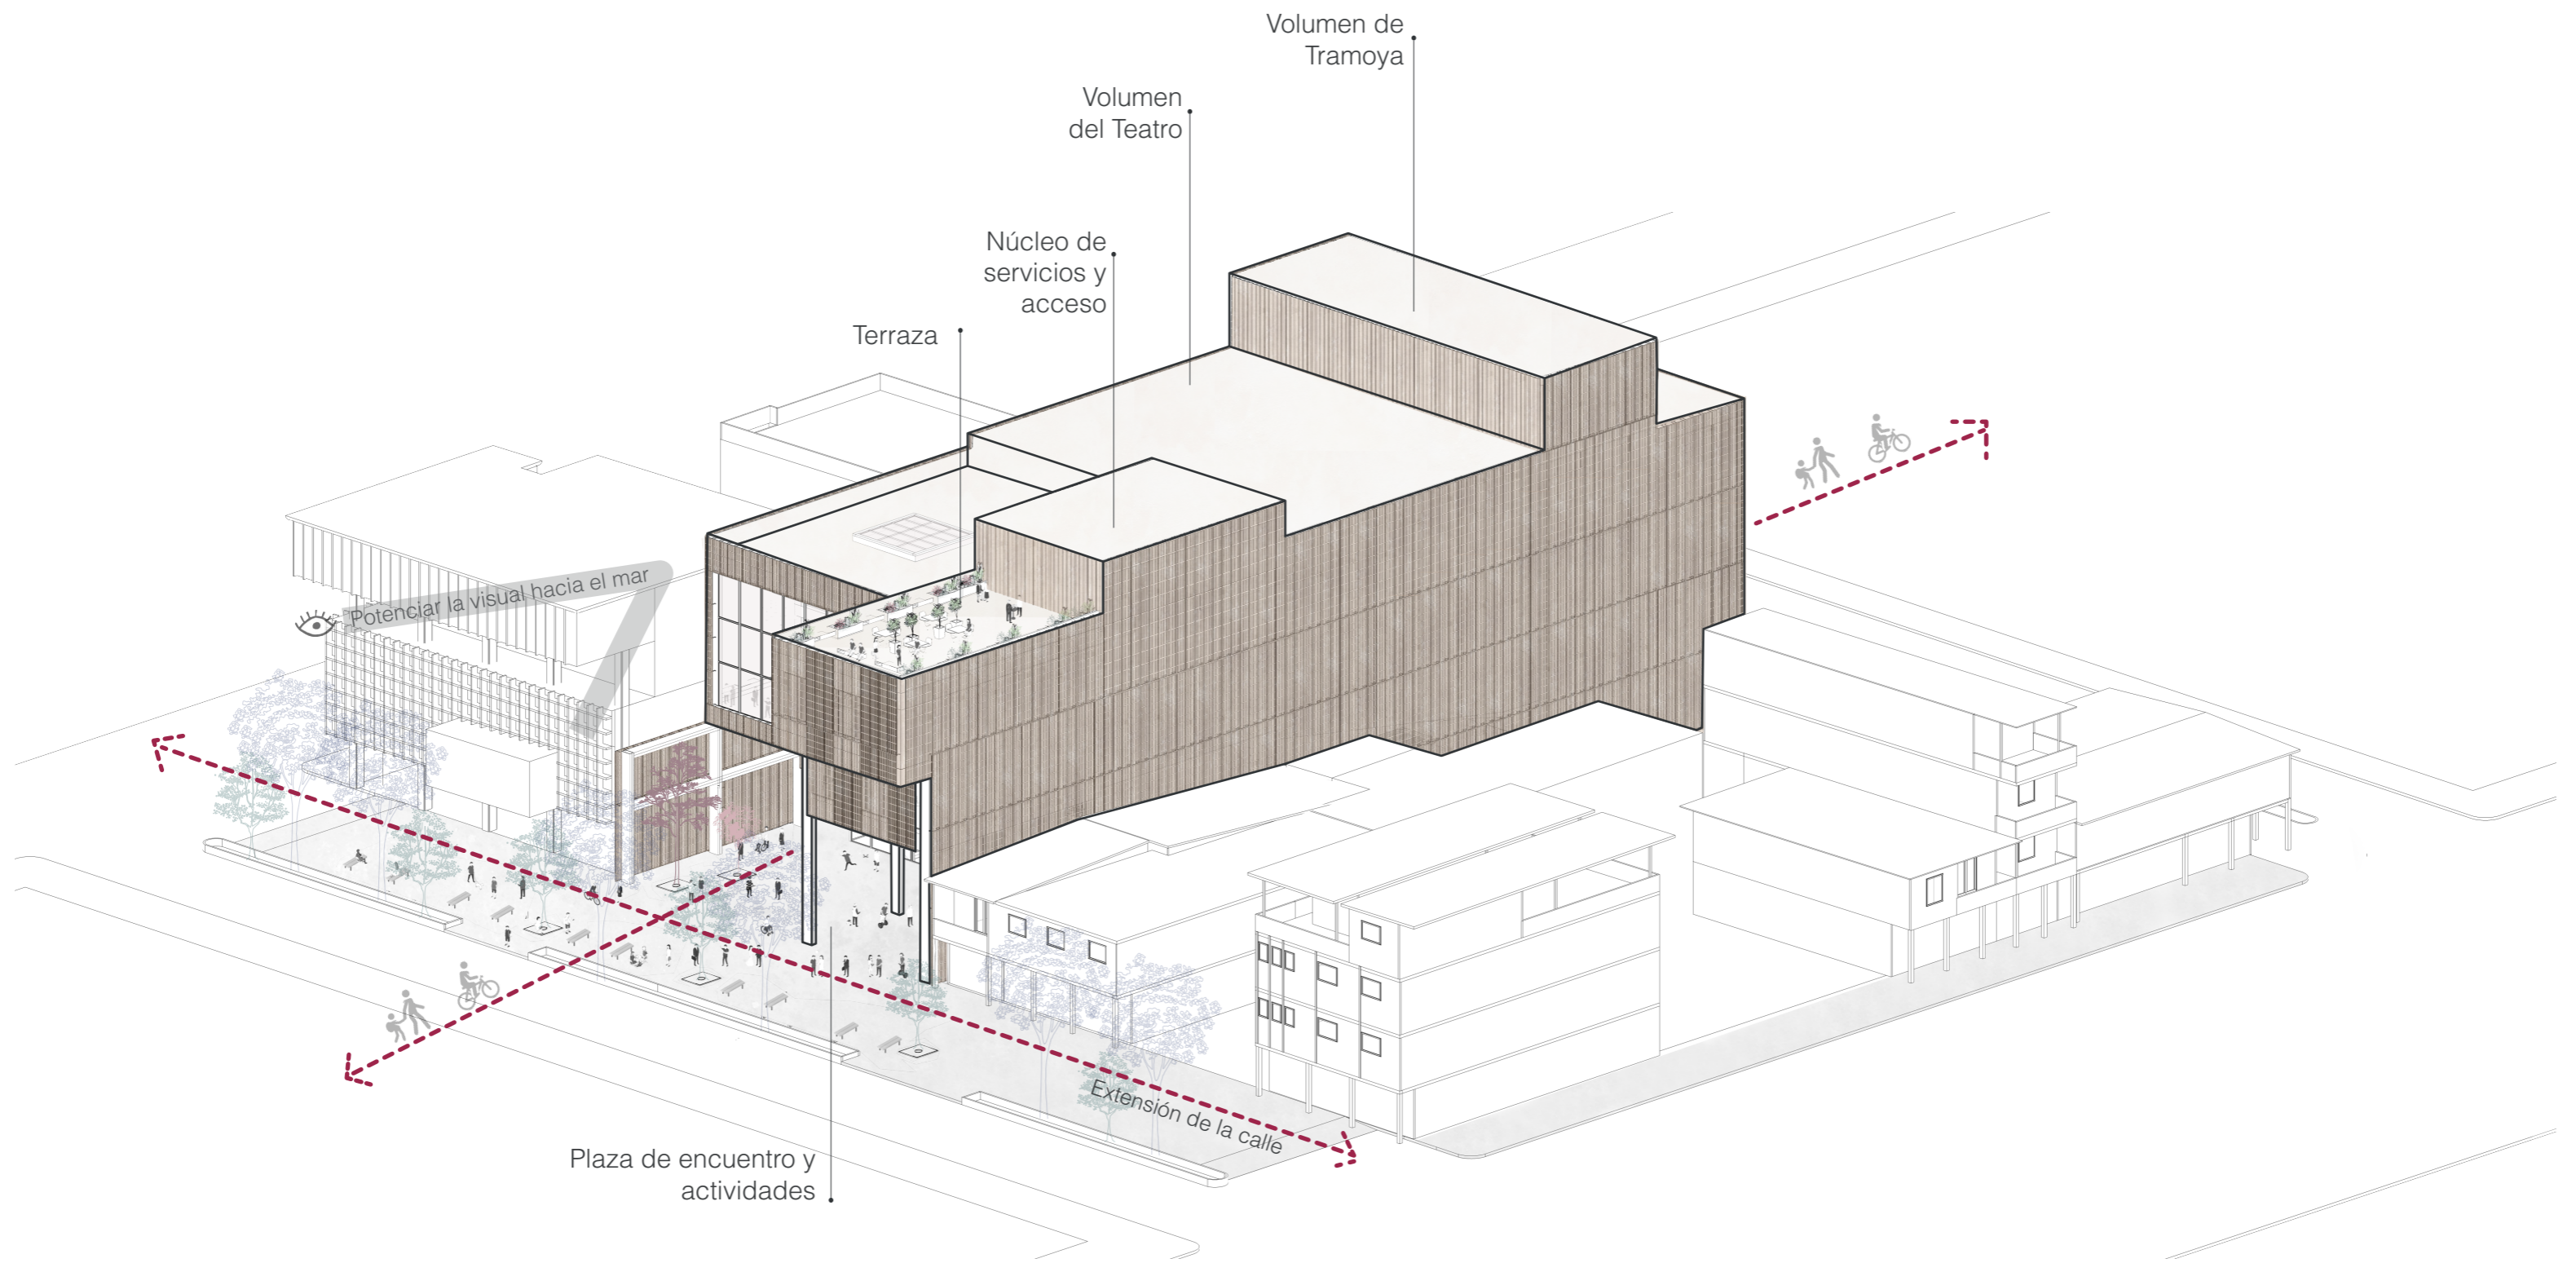 Volumen de
Tramoya
Volumen
del Teatro
Núcleo de
servicios y
acceso
Terraza
Potenciar la visual hacia el mar
Extensión de la calle
Plaza de encuentro y
actividades